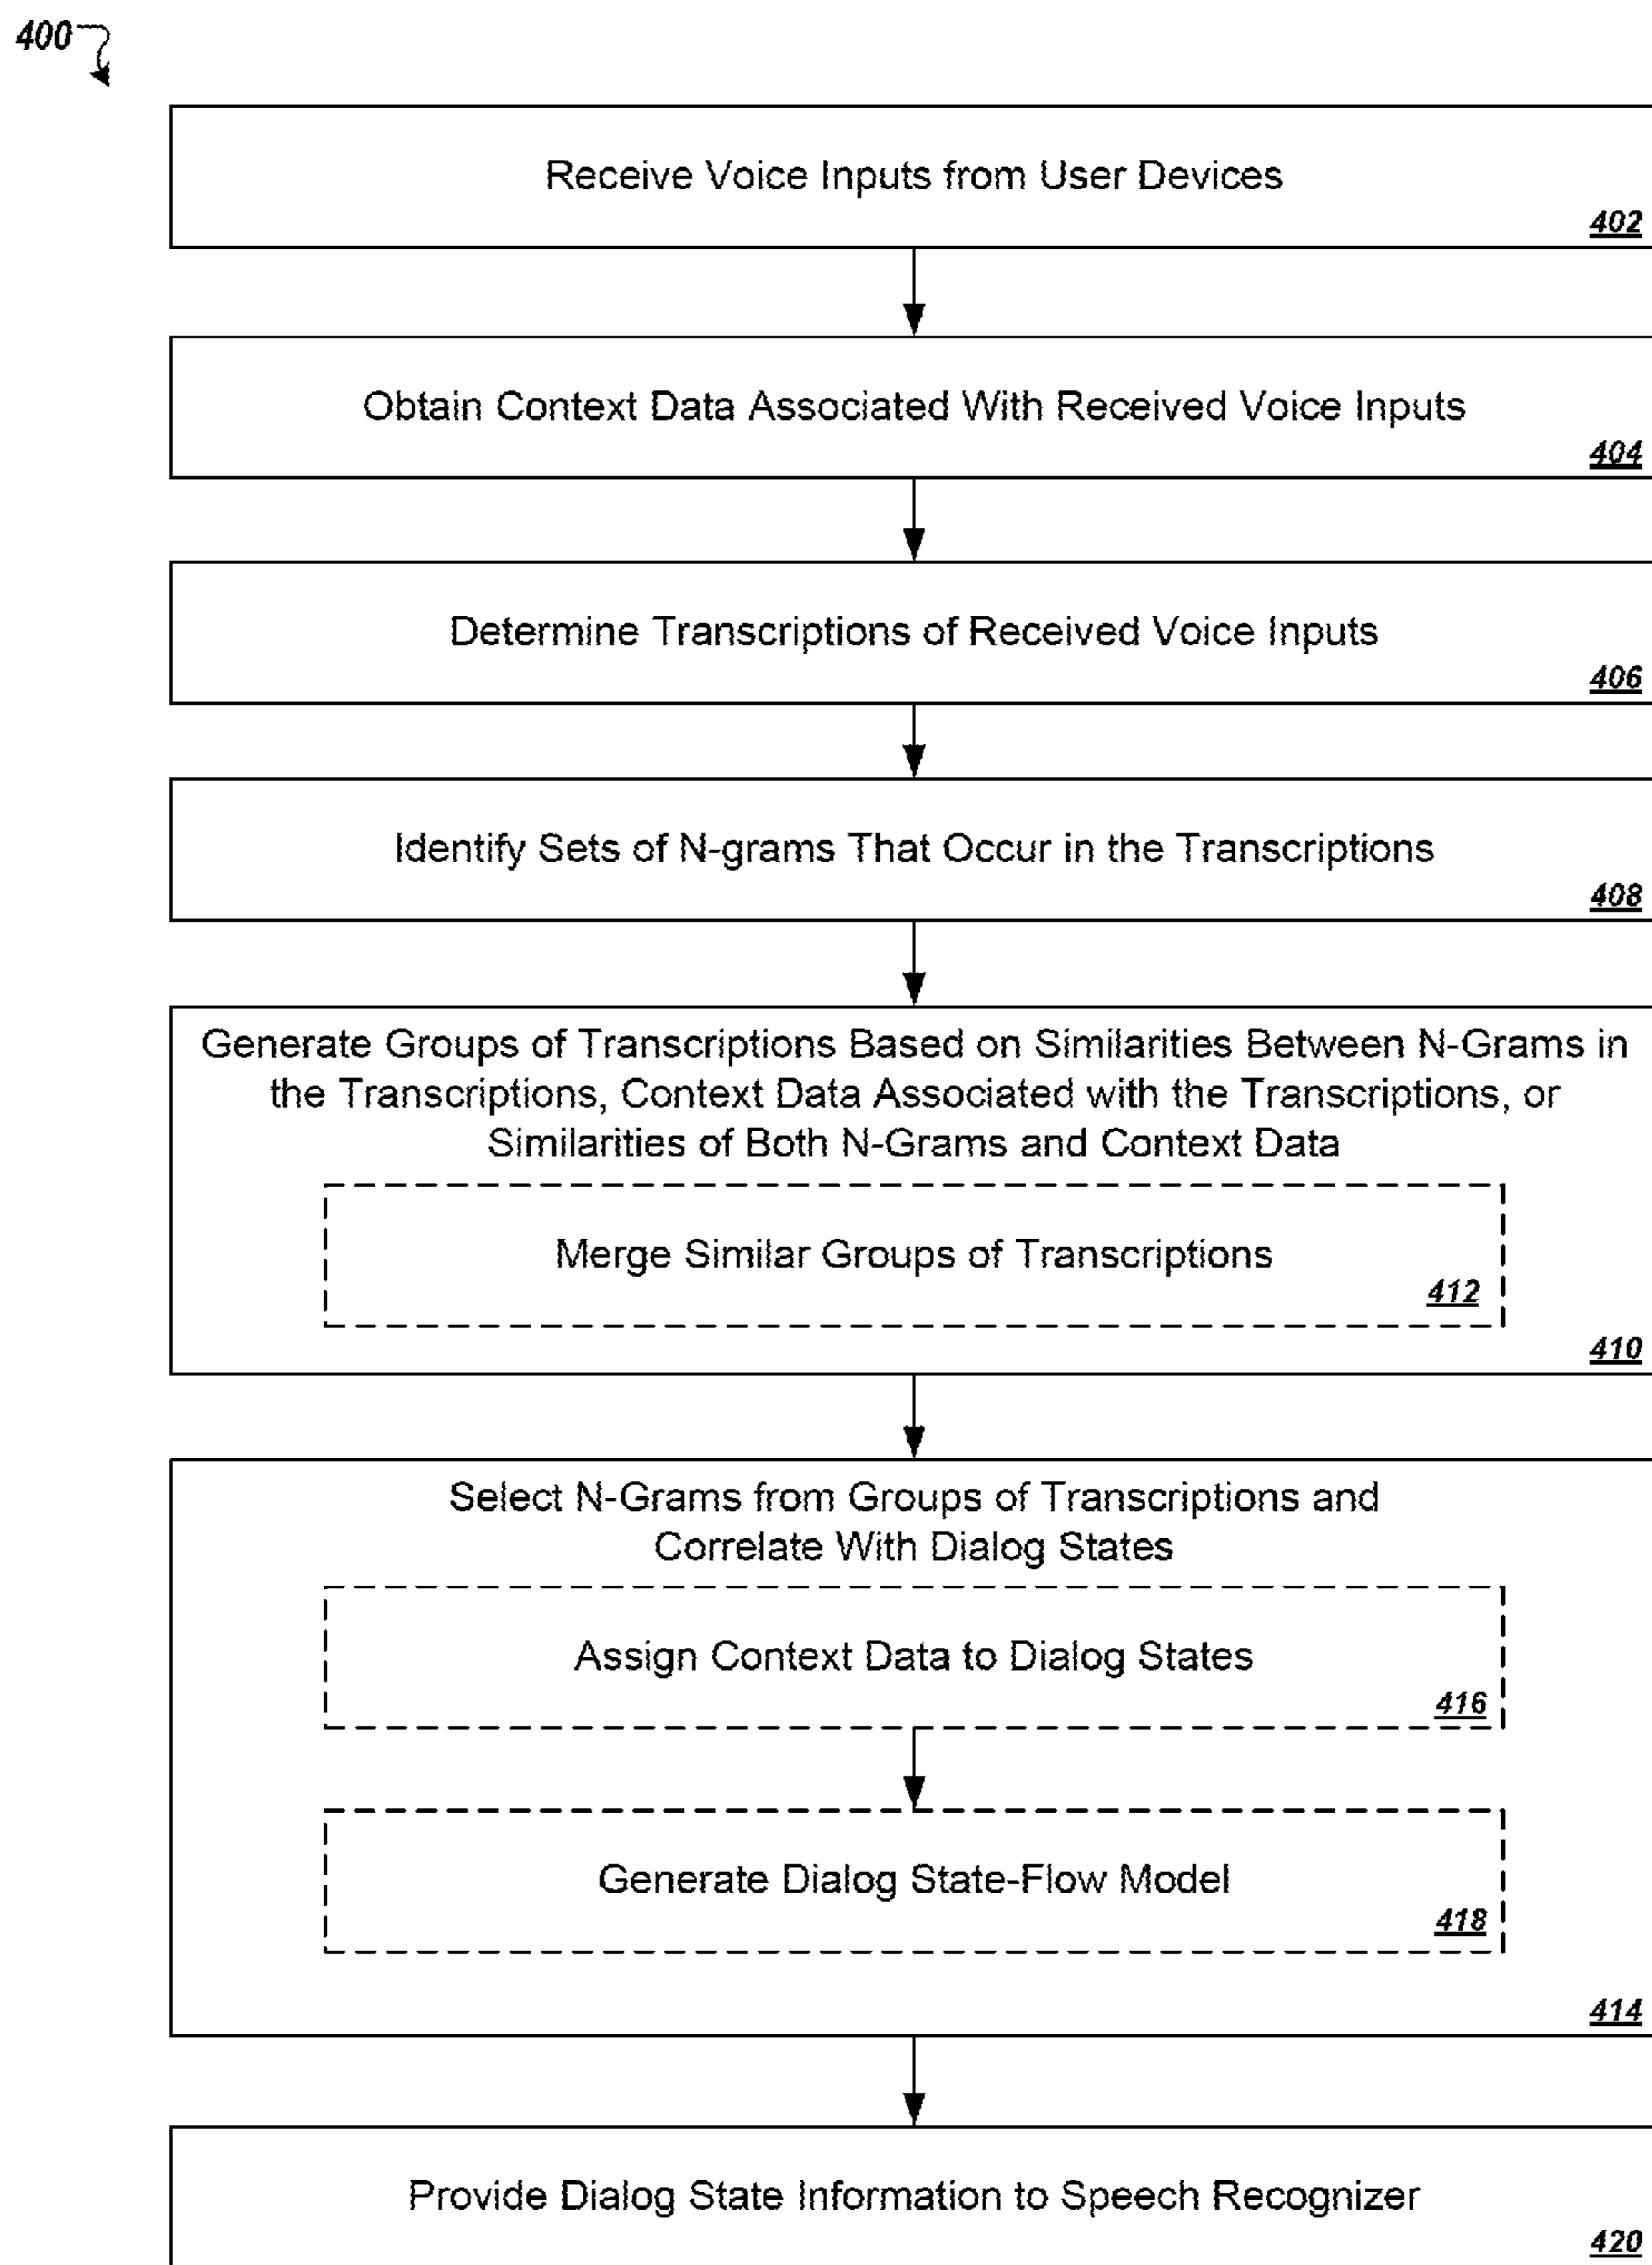 400
Receive Voice Inputs from User Devices
402
Obtain Context Data Associated With Received Voice Inputs
404
Determine Transcriptions of Received Voice Inputs
406
Identify Sets of N-grams That Occur in the Transcriptions
408
Generate Groups of Transcriptions Based on Similarities Between N-Grams in
the Transcriptions, Context Data Associated with the Transcriptions, or
Similarities of Both N-Grams and Context Data
Merge Similar Groups of Transcriptions
412
410
Select N-Grams from Groups of Transcriptions and
Correlate With Dialog States
Assign Context Data to Dialog States
416
Generate Dialog State-Flow Model
418
414
Provide Dialog State Information to Speech Recognizer
420